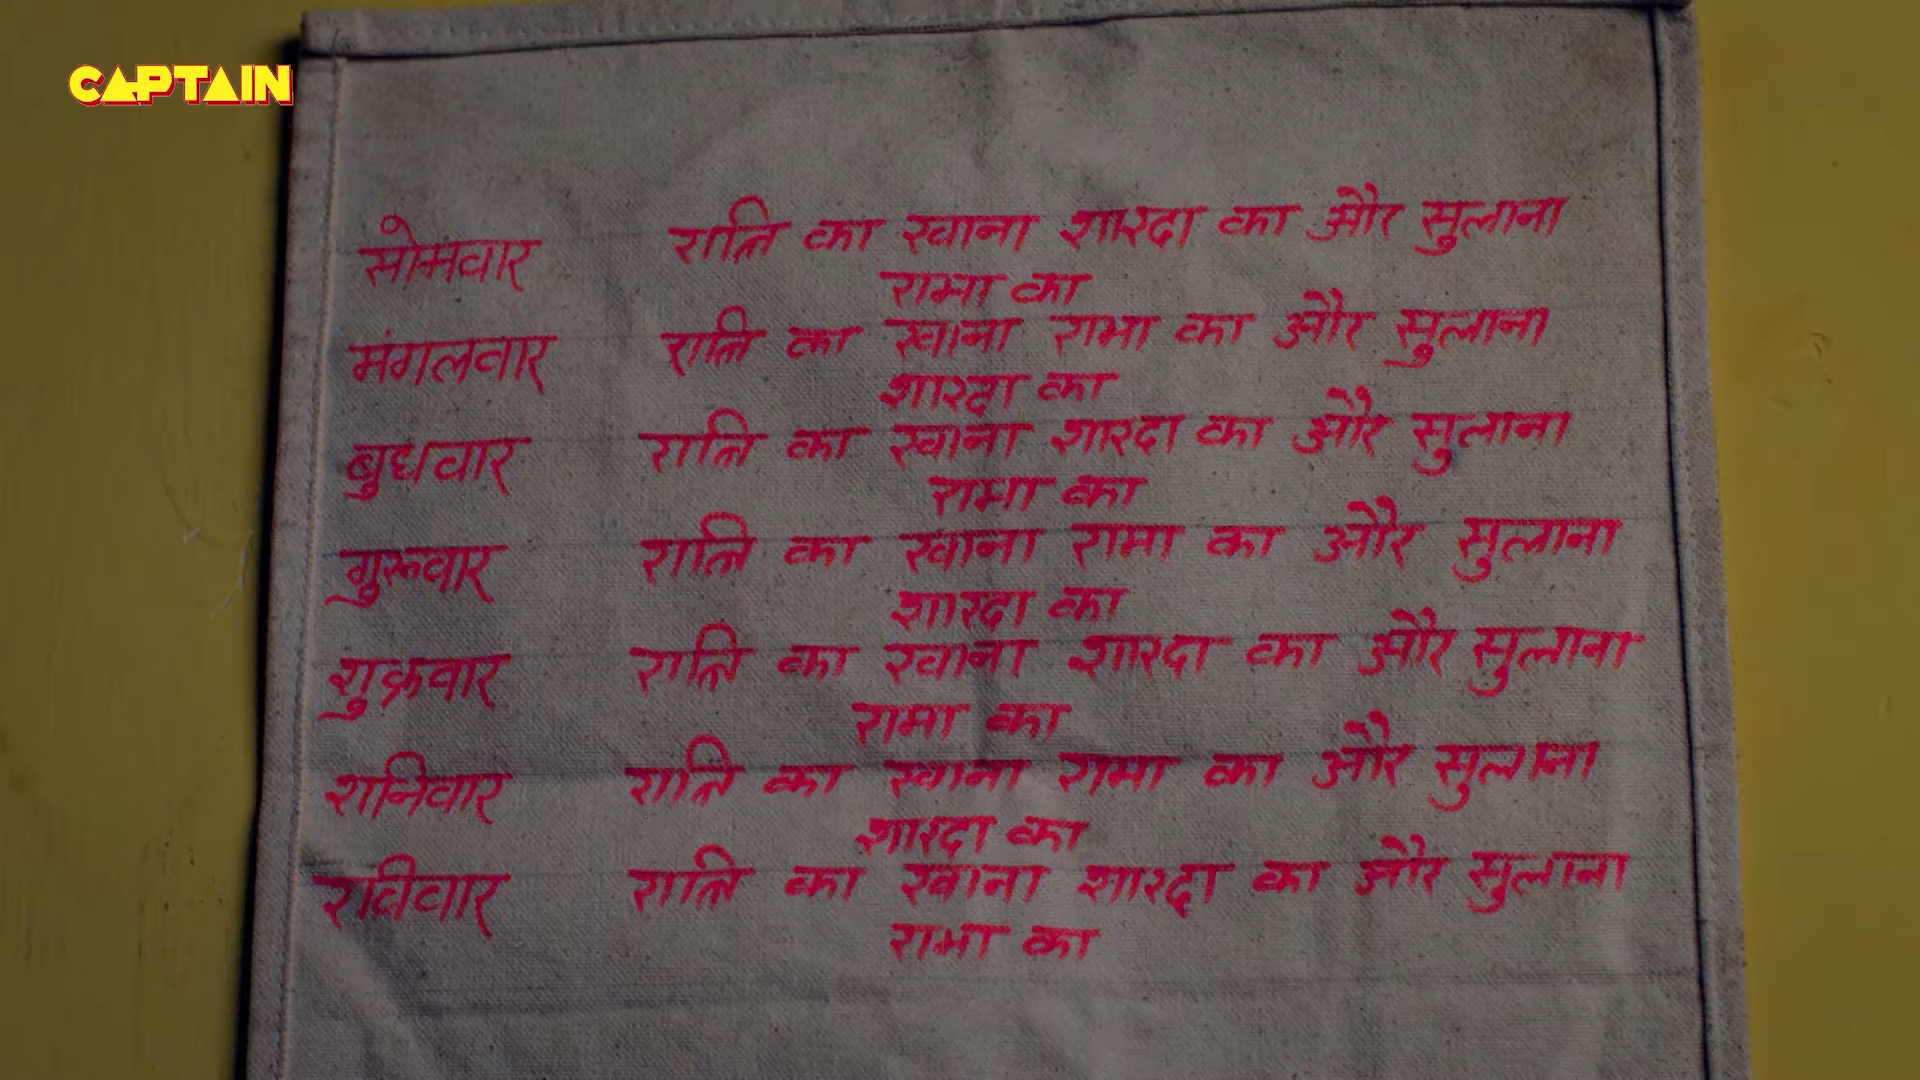 CAPTAIN
सोमवार रात्रि का खाना शारदा का और सुलाना
रामा का
मंगलवार रात्रि का खाना रामा का और सुलाना
शारदा का
बुधवार रात्रि का खाना शारदा का और सुलाना
रामा का
गुरुवार रात्रि का खाना रामा का और सुलाना
शारदा का
शुक्रवार रात्रि का खाना शारदा का और सुलाना
रामा का
शनिवार रात्रि का खाना रामा का और सुलाना
शारदा का
रविवार रात्रि का खाना शारदा का और सुलाना
रामा का